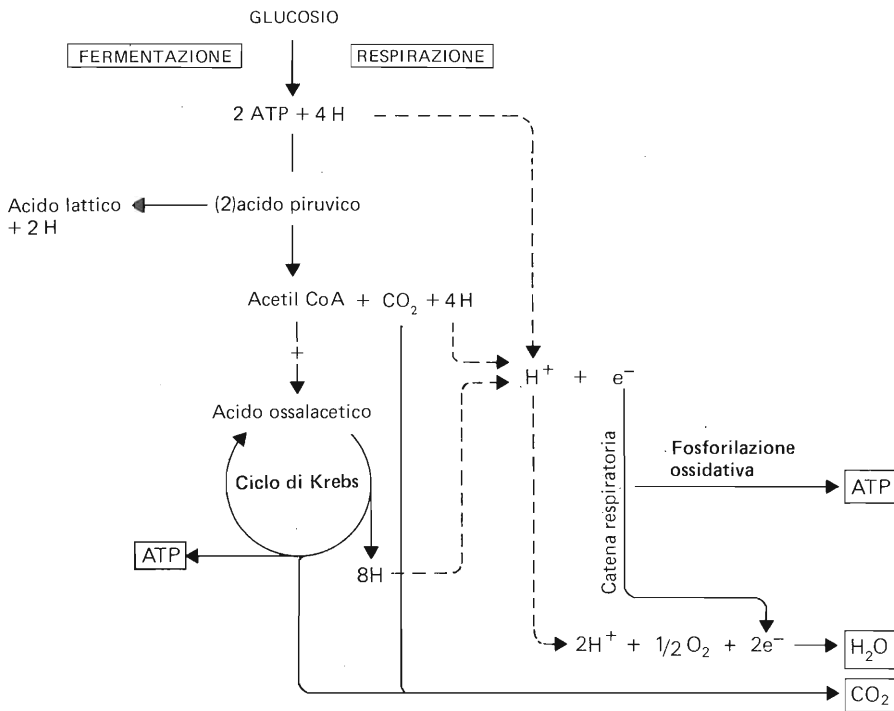 GLUCOSIO
FERMENTAZIONE
RESPIRAZIONE
2 ATP + 4 H
Acido lattico
+ 2 H
(2)acido piruvico
Acetil CoA + CO₂ + 4H
+
H⁺ + e⁻
Acido ossalacetico
Ciclo di Krebs
Catena respiratoria
Fosforilazione
ossidativa
ATP
ATP
8H
2H⁺ + 1/2 O₂ + 2e⁻
H₂O
CO₂